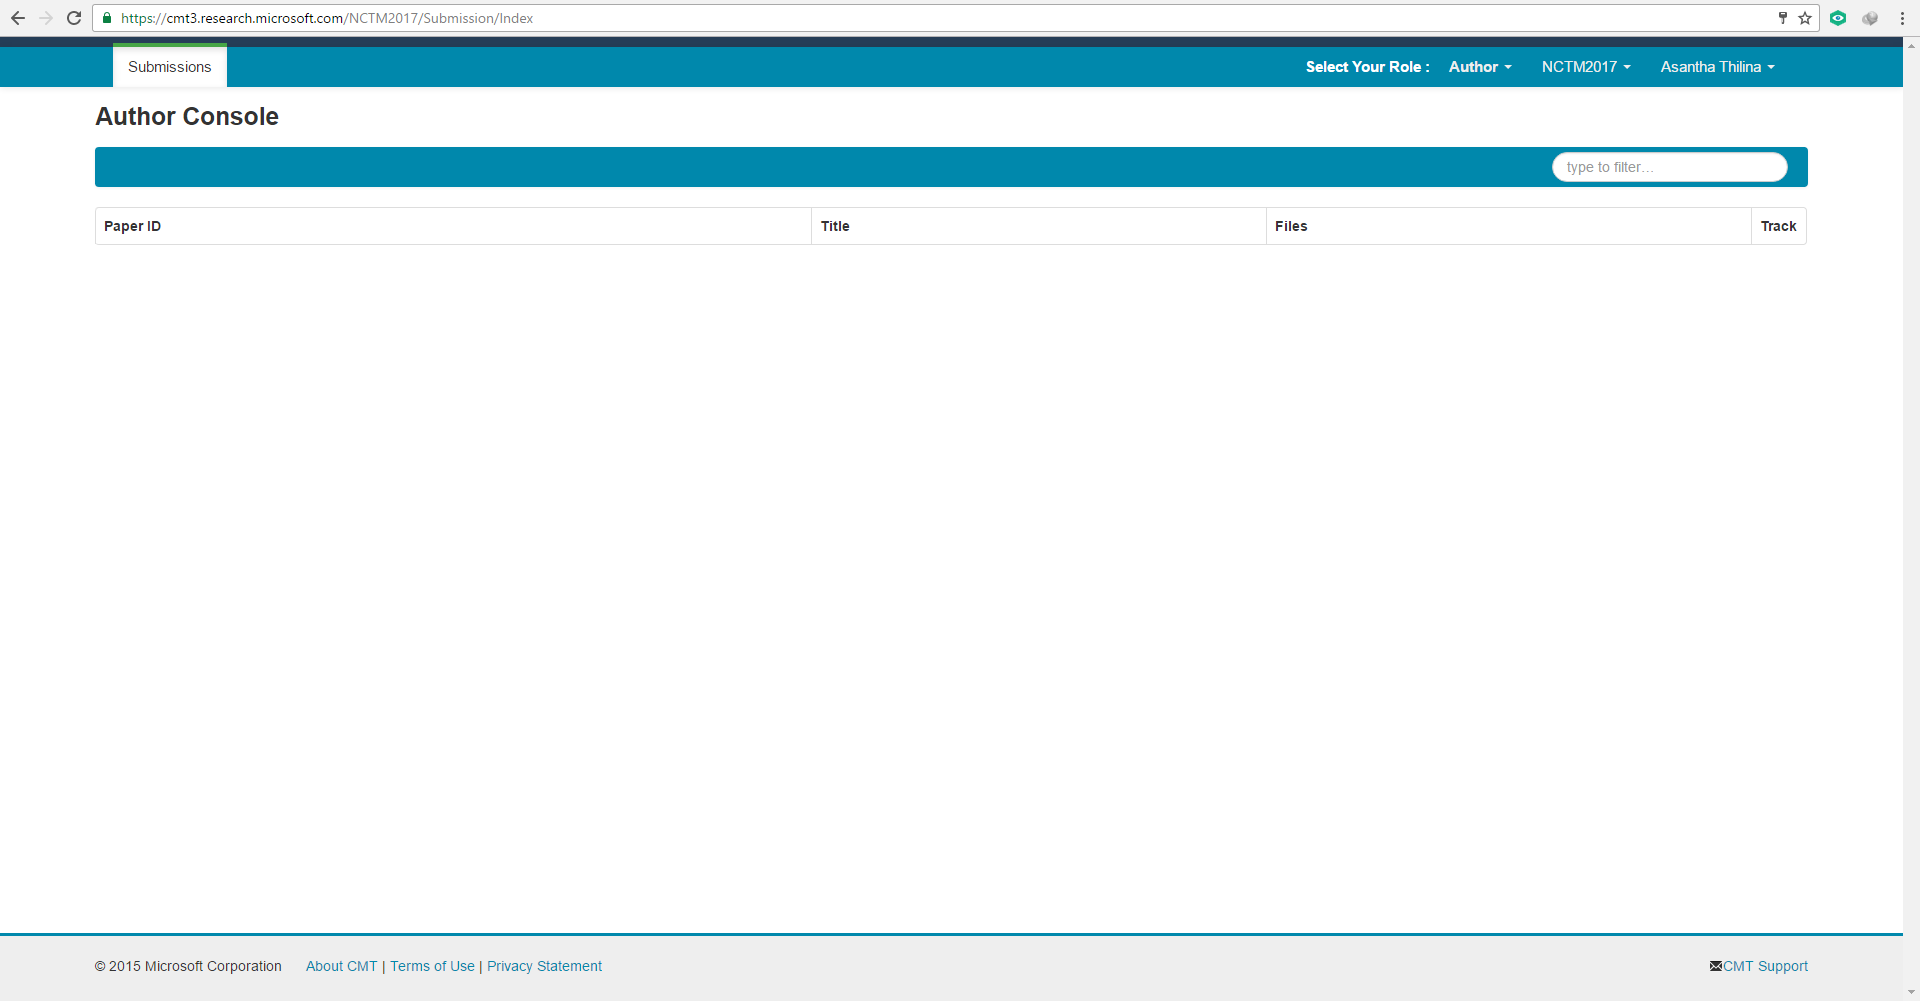 https://cmt3.research.microsoft.com/NCTM2017/Submission/Index
Submissions
Select Your Role : Author NCTM2017 Asantha Thilina
Author Console
type to filter...
Paper ID Title Files Track
© 2015 Microsoft Corporation About CMT | Terms of Use | Privacy Statement CMT Support